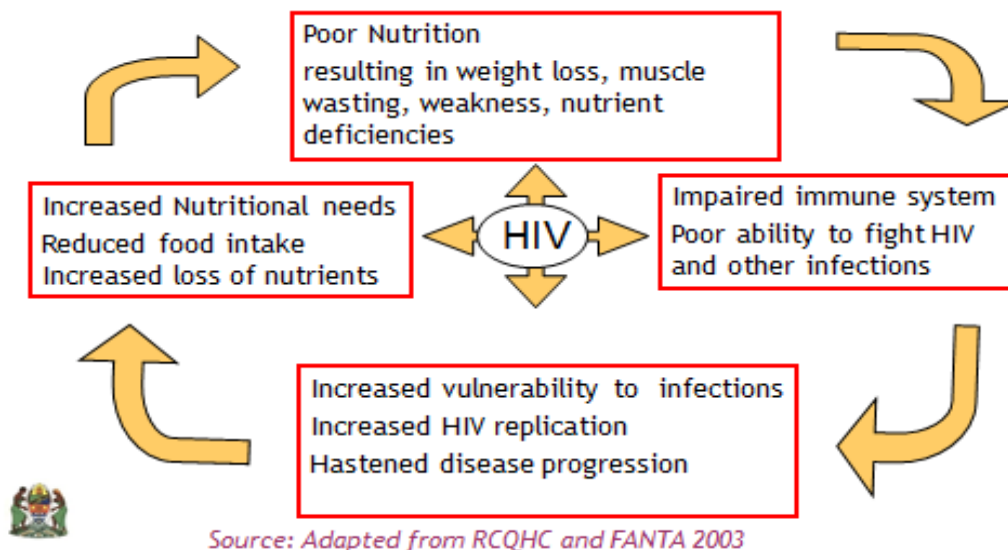 Poor Nutrition
resulting in weight loss, muscle
wasting, weakness, nutrient
deficiencies
Increased Nutritional needs
Reduced food intake
Increased loss of nutrients
HIV
Impaired immune system
Poor ability to fight HIV
and other infections
Increased vulnerability to infections
Increased HIV replication
Hastened disease progression
Source: Adapted from RCQHC and FANTA 2003